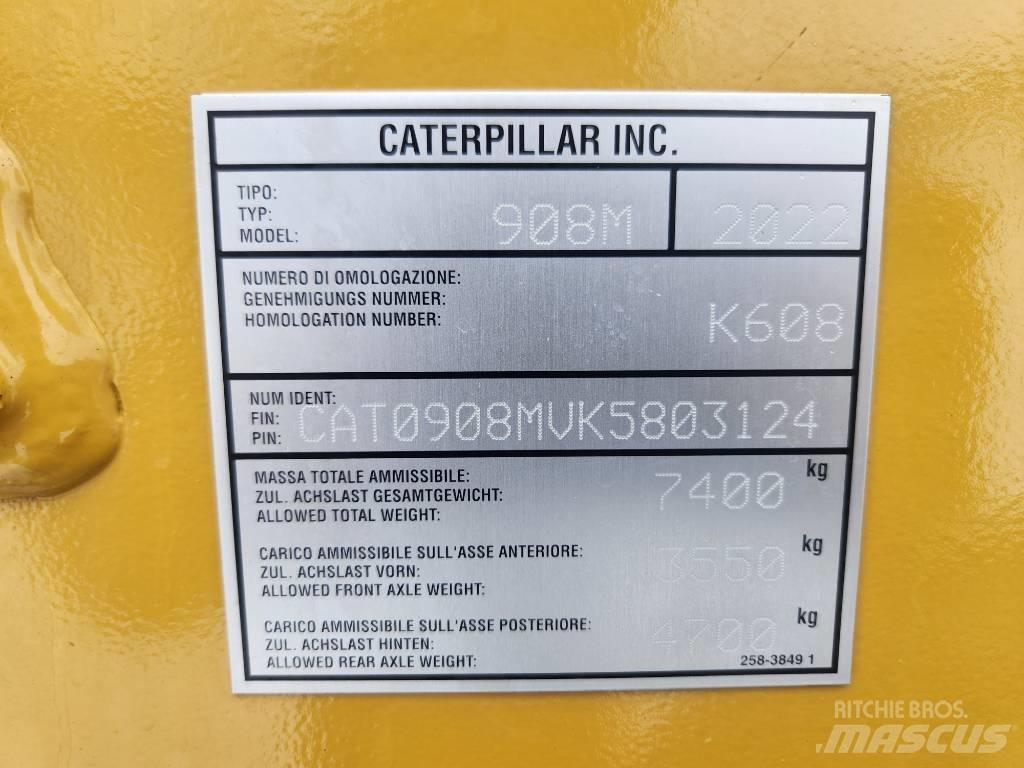 CATERPILLAR INC.
TIPO:
TYP:
MODEL: 908M 2022
NUMERO DI OMOLOGAZIONE:
GENEHMIGUNGS NUMMER:
HOMOLOGATION NUMBER: K608
NUM IDENT:
FIN:
PIN: CAT0908MVK5803124
MASSA TOTALE AMMISSIBILE:
ZUL. ACHSLAST GESAMTGEWICHT: 7400 kg
ALLOWED TOTAL WEIGHT:
CARICO AMMISSIBILE SULL'ASSE ANTERIORE:
ZUL. ACHSLAST VORN: 3550 kg
ALLOWED FRONT AXLE WEIGHT:
CARICO AMMISSIBILE SULL'ASSE POSTERIORE:
ZUL. ACHSLAST HINTEN: 4700 kg
ALLOWED REAR AXLE WEIGHT:
258-3849 1
RITCHIE BROS.
MASCUS